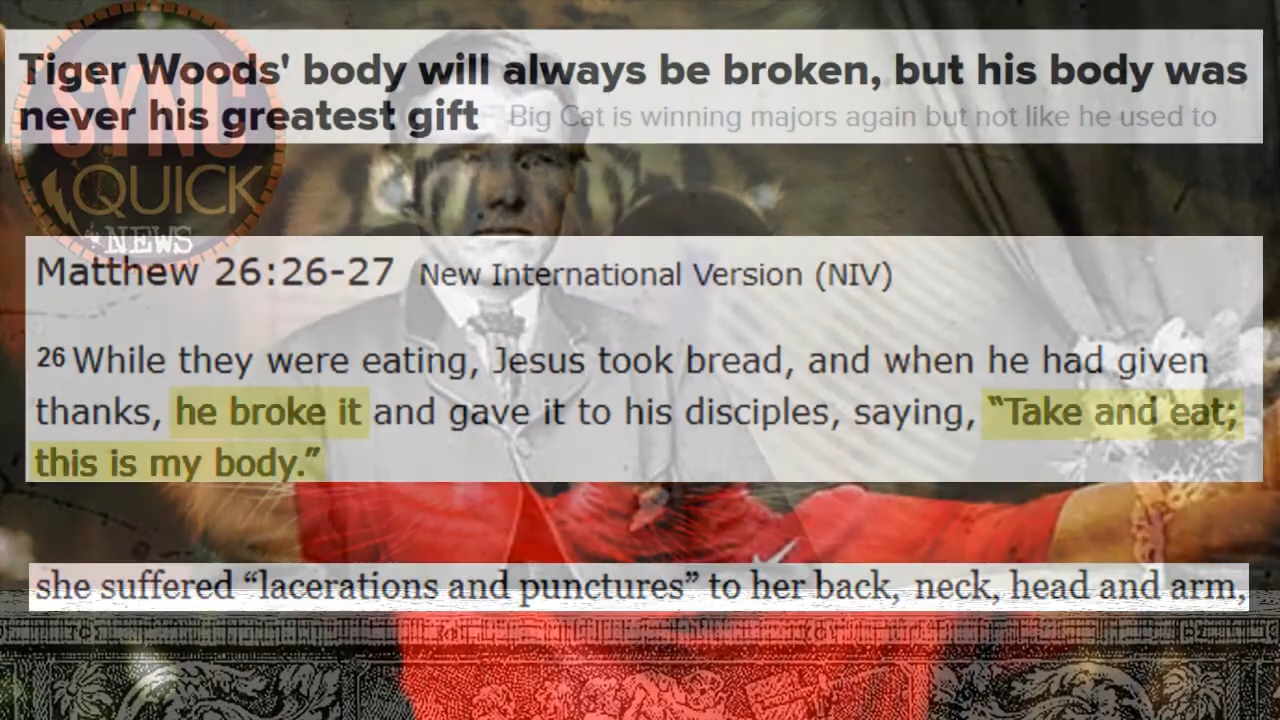 Tiger Woods' body will always be broken, but his body was
never his greatest gift Big Cat is winning majors again but not like he used to
SYNC
QUICK
NEWS
Matthew 26:26-27 New International Version (NIV)
26 While they were eating, Jesus took bread, and when he had given
thanks, he broke it and gave it to his disciples, saying, “Take and eat;
this is my body.”
she suffered “lacerations and punctures” to her back, neck, head and arm,